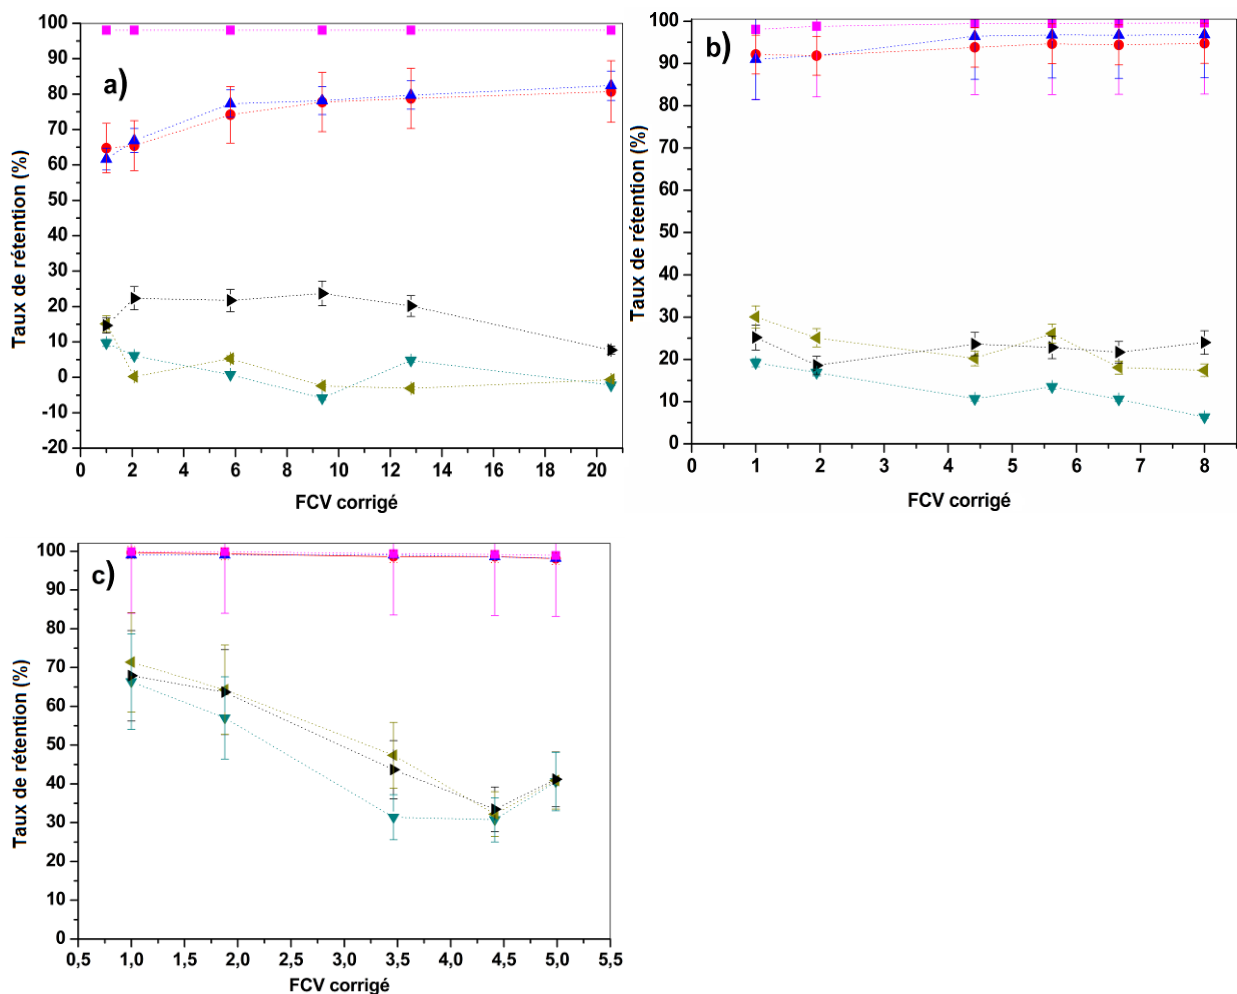 a)
Taux de rétention (%)
100
90
80
70
60
50
40
30
20
10
0
-10
-20
0 2 4 6 8 10 12 14 16 18 20
FCV corrigé
b)
Taux de rétention (%)
100
90
80
70
60
50
40
30
20
10
0
0 1 2 3 4 5 6 7 8
FCV corrigé
c)
Taux de rétention (%)
100
90
80
70
60
50
40
30
20
10
0
0,5 1,0 1,5 2,0 2,5 3,0 3,5 4,0 4,5 5,0 5,5
FCV corrigé